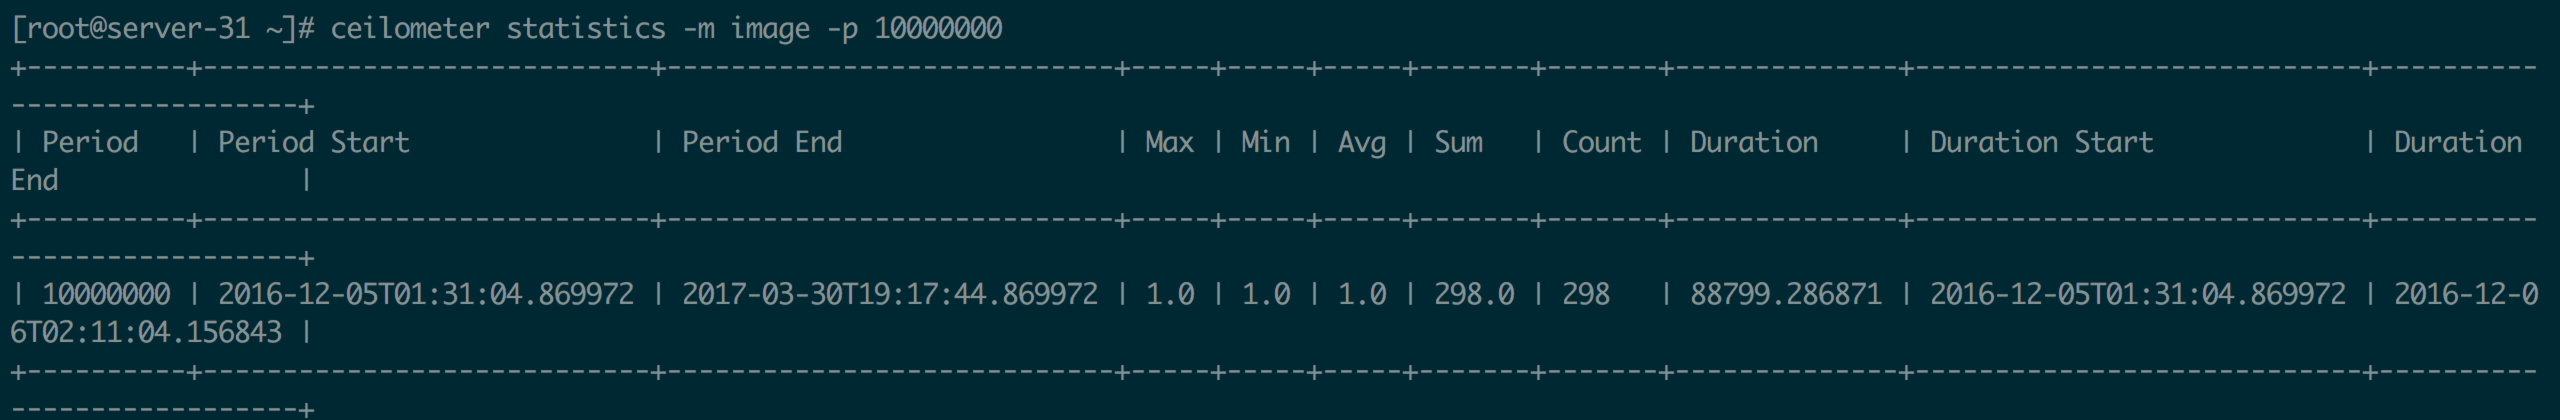 [root@server-31 ~]# ceilometer statistics -m image -p 10000000
+----------+----------------------------+----------------------------+-----+-----+-----+-------+-------+--------------+----------------------------+----------
------------------+
| Period   | Period Start               | Period End                 | Max | Min | Avg | Sum   | Count | Duration     | Duration Start             | Duration
End               |
+----------+----------------------------+----------------------------+-----+-----+-----+-------+-------+--------------+----------------------------+----------
------------------+
| 10000000 | 2016-12-05T01:31:04.869972 | 2017-03-30T19:17:44.869972 | 1.0 | 1.0 | 1.0 | 298.0 | 298   | 88799.286871 | 2016-12-05T01:31:04.869972 | 2016-12-0
6T02:11:04.156843 |
+----------+----------------------------+----------------------------+-----+-----+-----+-------+-------+--------------+----------------------------+----------
------------------+